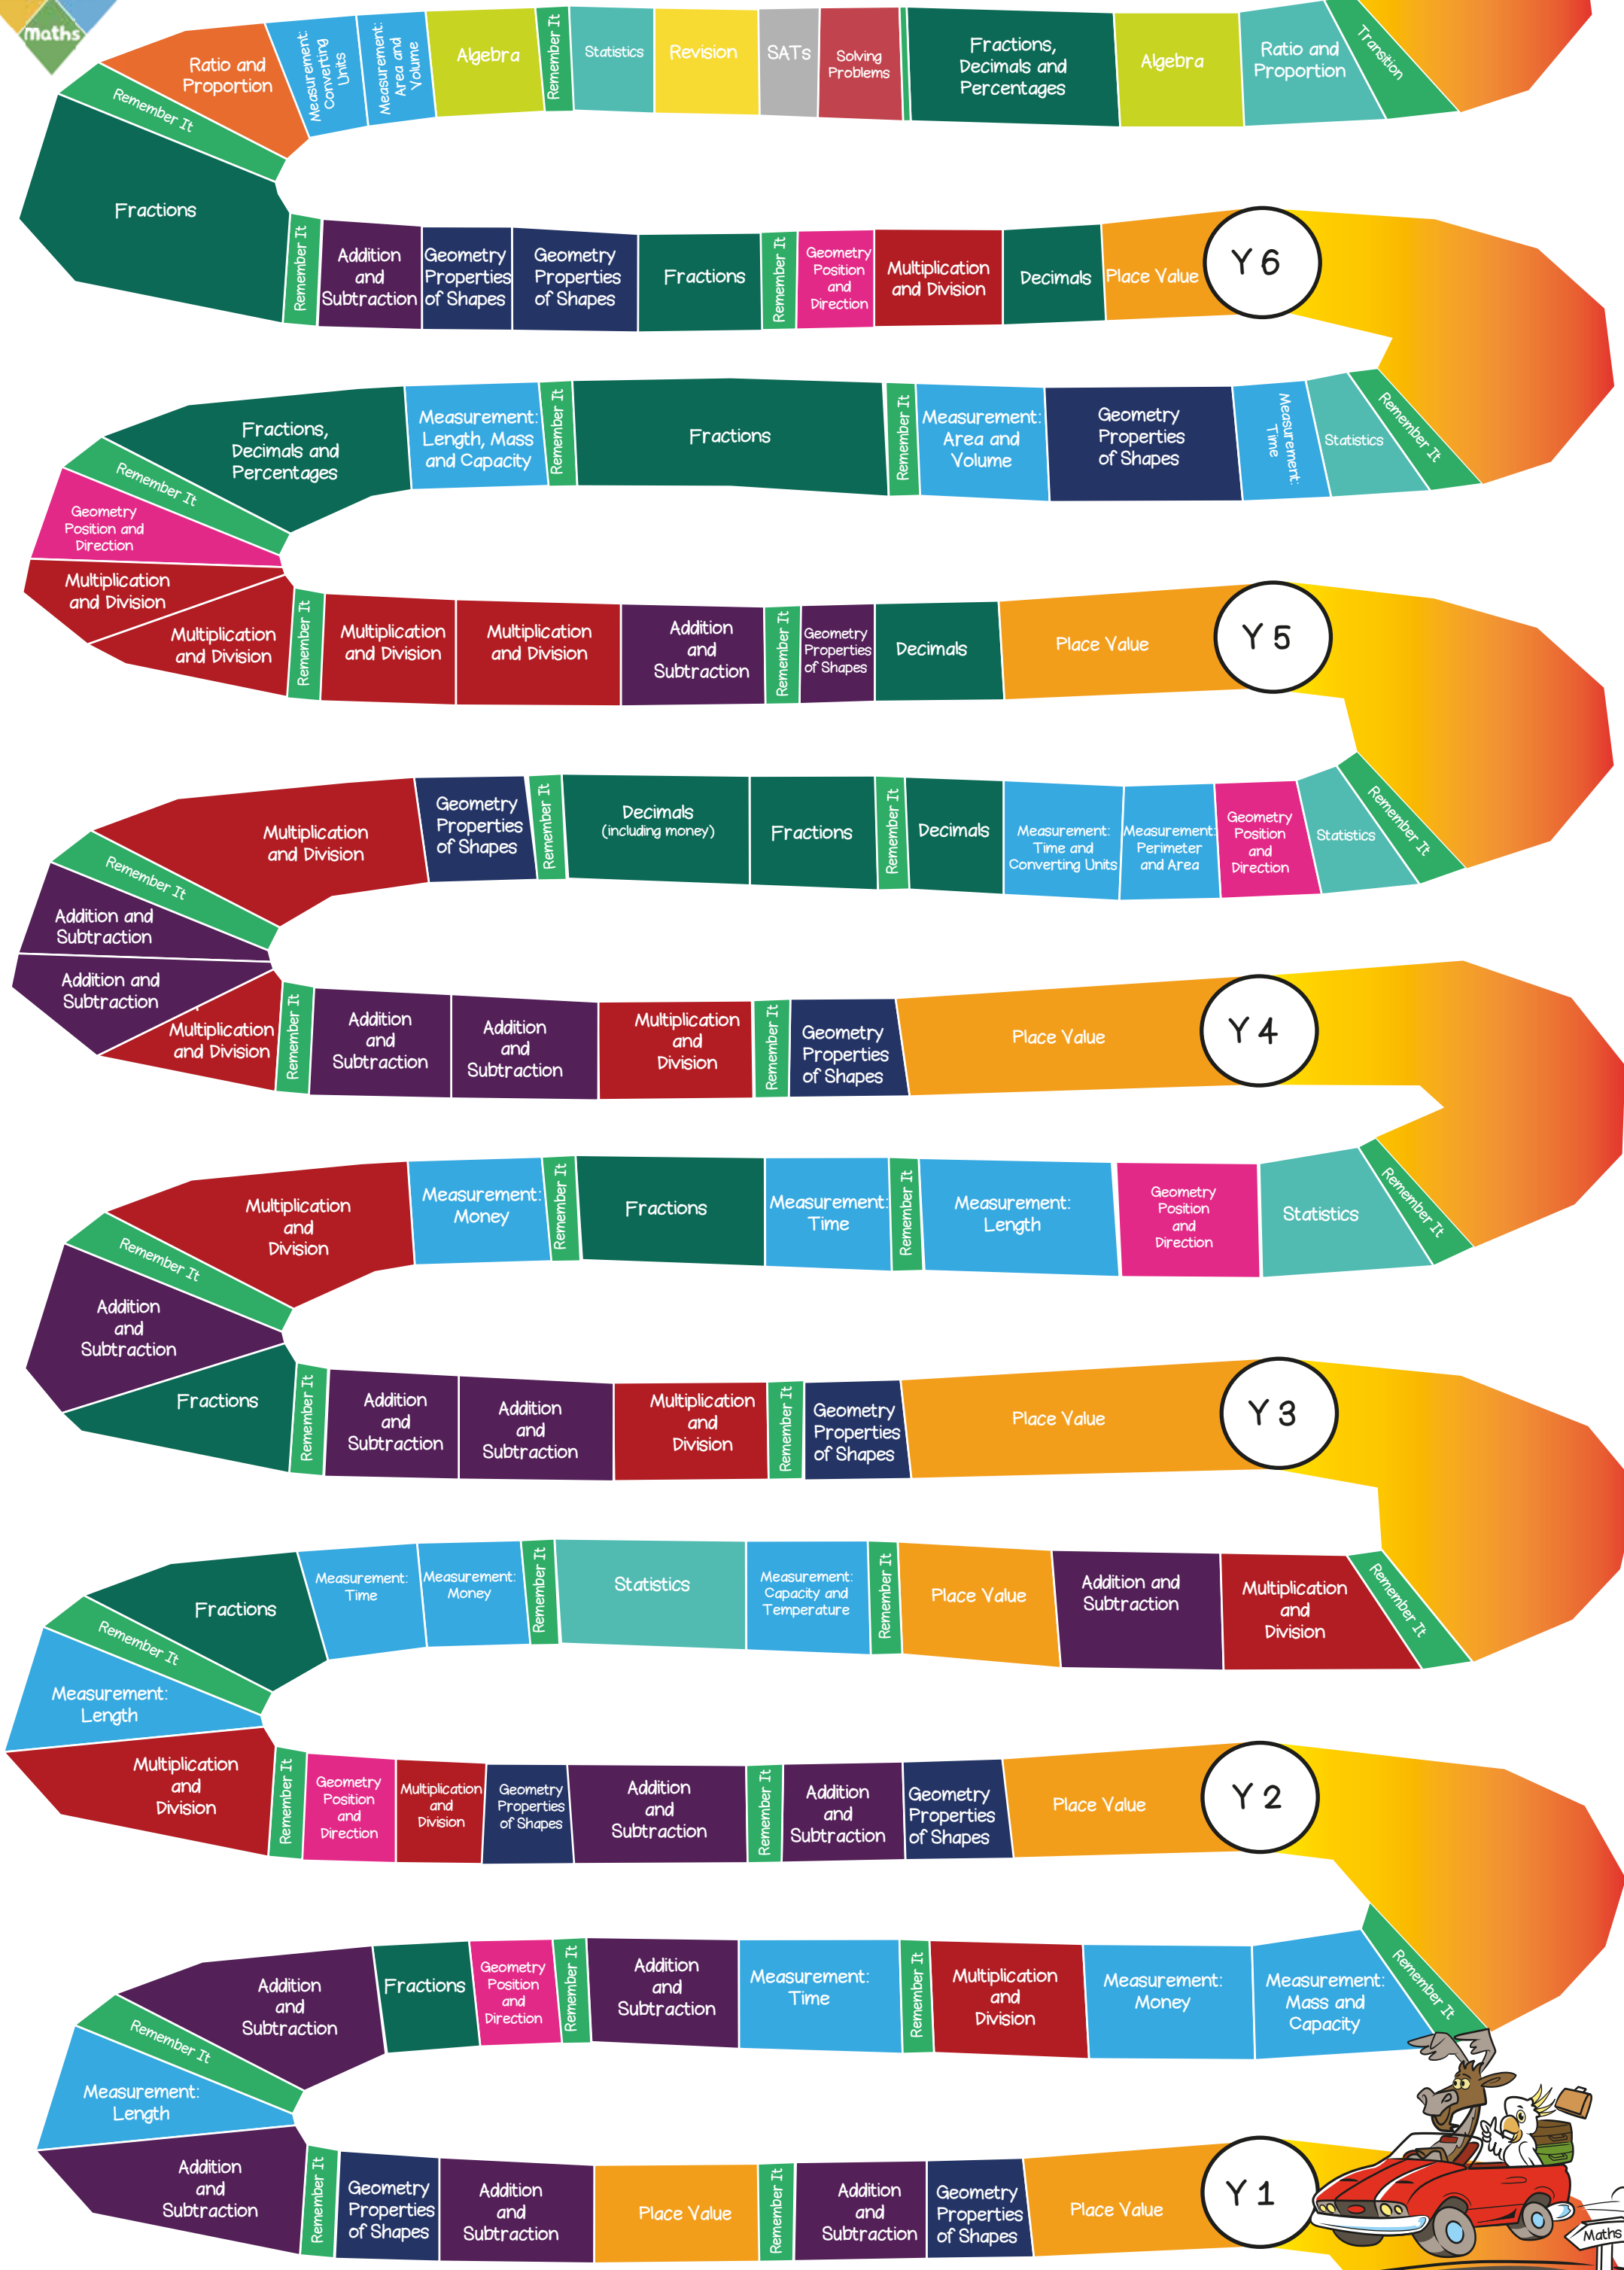 maths
Ratio and
Proportion
Measurement:
Converting
Units
Measurement:
Area and
Volume
Algebra
Remember It
Statistics
Revision
SATs
Solving
Problems
Fractions,
Decimals and
Percentages
Algebra
Ratio and
Proportion
Transition
Remember It
Fractions
Remember It
Addition
and
Subtraction
Geometry
Properties
of Shapes
Geometry
Properties
of Shapes
Fractions
Remember It
Geometry
Position
and
Direction
Multiplication
and Division
Decimals
Place Value
Y 6
Fractions,
Decimals and
Percentages
Measurement:
Length, Mass
and Capacity
Remember It
Fractions
Remember It
Measurement:
Area and
Volume
Geometry
Properties
of Shapes
Measurement:
Time
Statistics
Remember It
Remember It
Geometry
Position and
Direction
Multiplication
and Division
Multiplication
and Division
Remember It
Multiplication
and Division
Multiplication
and Division
Addition
and
Subtraction
Remember It
Geometry
Properties
of Shapes
Decimals
Place Value
Y 5
Multiplication
and Division
Geometry
Properties
of Shapes
Remember It
Decimals
(including money)
Fractions
Remember It
Decimals
Measurement:
Time and
Converting Units
Measurement:
Perimeter
and Area
Geometry
Position
and
Direction
Statistics
Remember It
Remember It
Addition and
Subtraction
Addition and
Subtraction
Multiplication
and Division
Remember It
Addition
and
Subtraction
Addition
and
Subtraction
Multiplication
and
Division
Remember It
Geometry
Properties
of Shapes
Place Value
Y 4
Multiplication
and
Division
Measurement:
Money
Remember It
Fractions
Measurement:
Time
Remember It
Measurement:
Length
Geometry
Position
and
Direction
Statistics
Remember It
Remember It
Addition
and
Subtraction
Fractions
Remember It
Addition
and
Subtraction
Addition
and
Subtraction
Multiplication
and
Division
Remember It
Geometry
Properties
of Shapes
Place Value
Y 3
Fractions
Measurement:
Time
Measurement:
Money
Remember It
Statistics
Measurement:
Capacity and
Temperature
Remember It
Place Value
Addition and
Subtraction
Multiplication
and
Division
Remember It
Remember It
Measurement:
Length
Multiplication
and
Division
Remember It
Geometry
Position
and
Direction
Multiplication
and
Division
Geometry
Properties
of Shapes
Addition
and
Subtraction
Remember It
Addition
and
Subtraction
Geometry
Properties
of Shapes
Place Value
Y 2
Addition
and
Subtraction
Fractions
Geometry
Position
and
Direction
Remember It
Addition
and
Subtraction
Measurement:
Time
Remember It
Multiplication
and
Division
Measurement:
Money
Measurement:
Mass and
Capacity
Remember It
Remember It
Measurement:
Length
Addition
and
Subtraction
Remember It
Geometry
Properties
of Shapes
Addition
and
Subtraction
Place Value
Remember It
Addition
and
Subtraction
Geometry
Properties
of Shapes
Place Value
Y 1
Maths